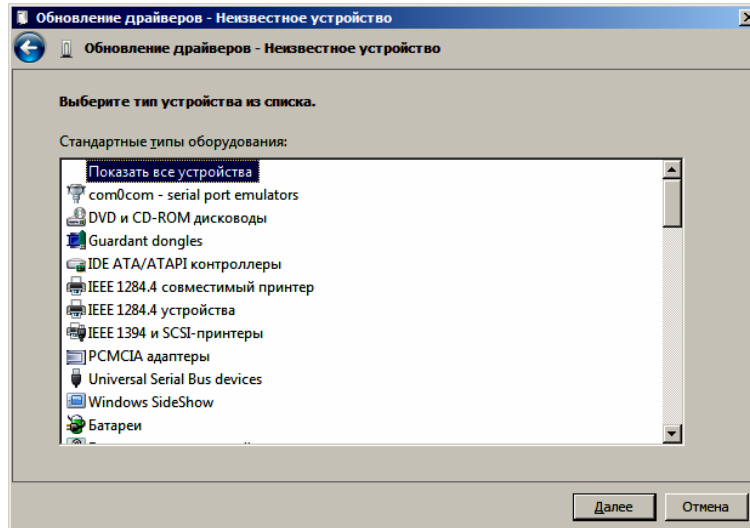 Обновление драйверов - Неизвестное устройство
Обновление драйверов - Неизвестное устройство
Выберите тип устройства из списка.
Стандартные типы оборудования:
Показать все устройства
com0com - serial port emulators
DVD и CD-ROM дисководы
Guardant dongles
IDE ATA/ATAPI контроллеры
IEEE 1284.4 совместимый принтер
IEEE 1284.4 устройства
IEEE 1394 и SCSI-принтеры
PCMCIA адаптеры
Universal Serial Bus devices
Windows SideShow
Батареи
Далее
Отмена